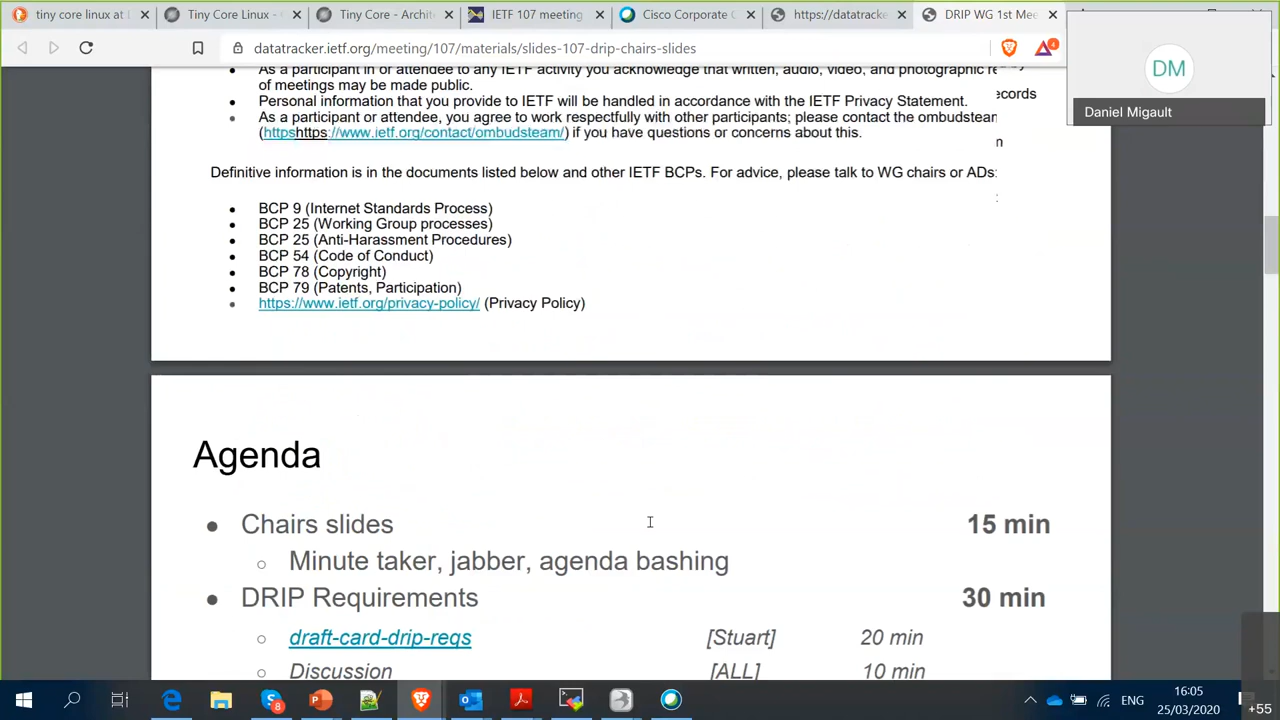 tiny core linux at D
Tiny Core Linux -
Tiny Core - Archite
IETF 107 meeting
Cisco Corporate
https://datatracke
DRIP WG 1st Mee
datatracker.ietf.org/meeting/107/materials/slides-107-drip-chairs-slides
4
DM
Daniel Migault
As a participant in or attendee to any IETF activity you acknowledge that written, audio, video, and photographic re
ecords
of meetings may be made public.
Personal information that you provide to IETF will be handled in accordance with the IETF Privacy Statement.
As a participant or attendee, you agree to work respectfully with other participants; please contact the ombudsteam
(httpshttps://www.ietf.org/contact/ombudsteam/) if you have questions or concerns about this.
Definitive information is in the documents listed below and other IETF BCPs. For advice, please talk to WG chairs or ADs:
BCP 9 (Internet Standards Process)
BCP 25 (Working Group processes)
BCP 25 (Anti-Harassment Procedures)
BCP 54 (Code of Conduct)
BCP 78 (Copyright)
BCP 79 (Patents, Participation)
https://www.ietf.org/privacy-policy/ (Privacy Policy)
Agenda
Chairs slides 15 min
Minute taker, jabber, agenda bashing
DRIP Requirements 30 min
draft-card-drip-reqs [Stuart] 20 min
Discussion [ALL] 10 min
ENG
16:05
25/03/2020
+55